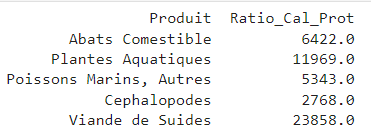 Produit Ratio_Cal_Prot
Abats Comestible 6422.0
Plantes Aquatiques 11969.0
Poissons Marins, Autres 5343.0
Cephalopodes 2768.0
Viande de Suides 23858.0